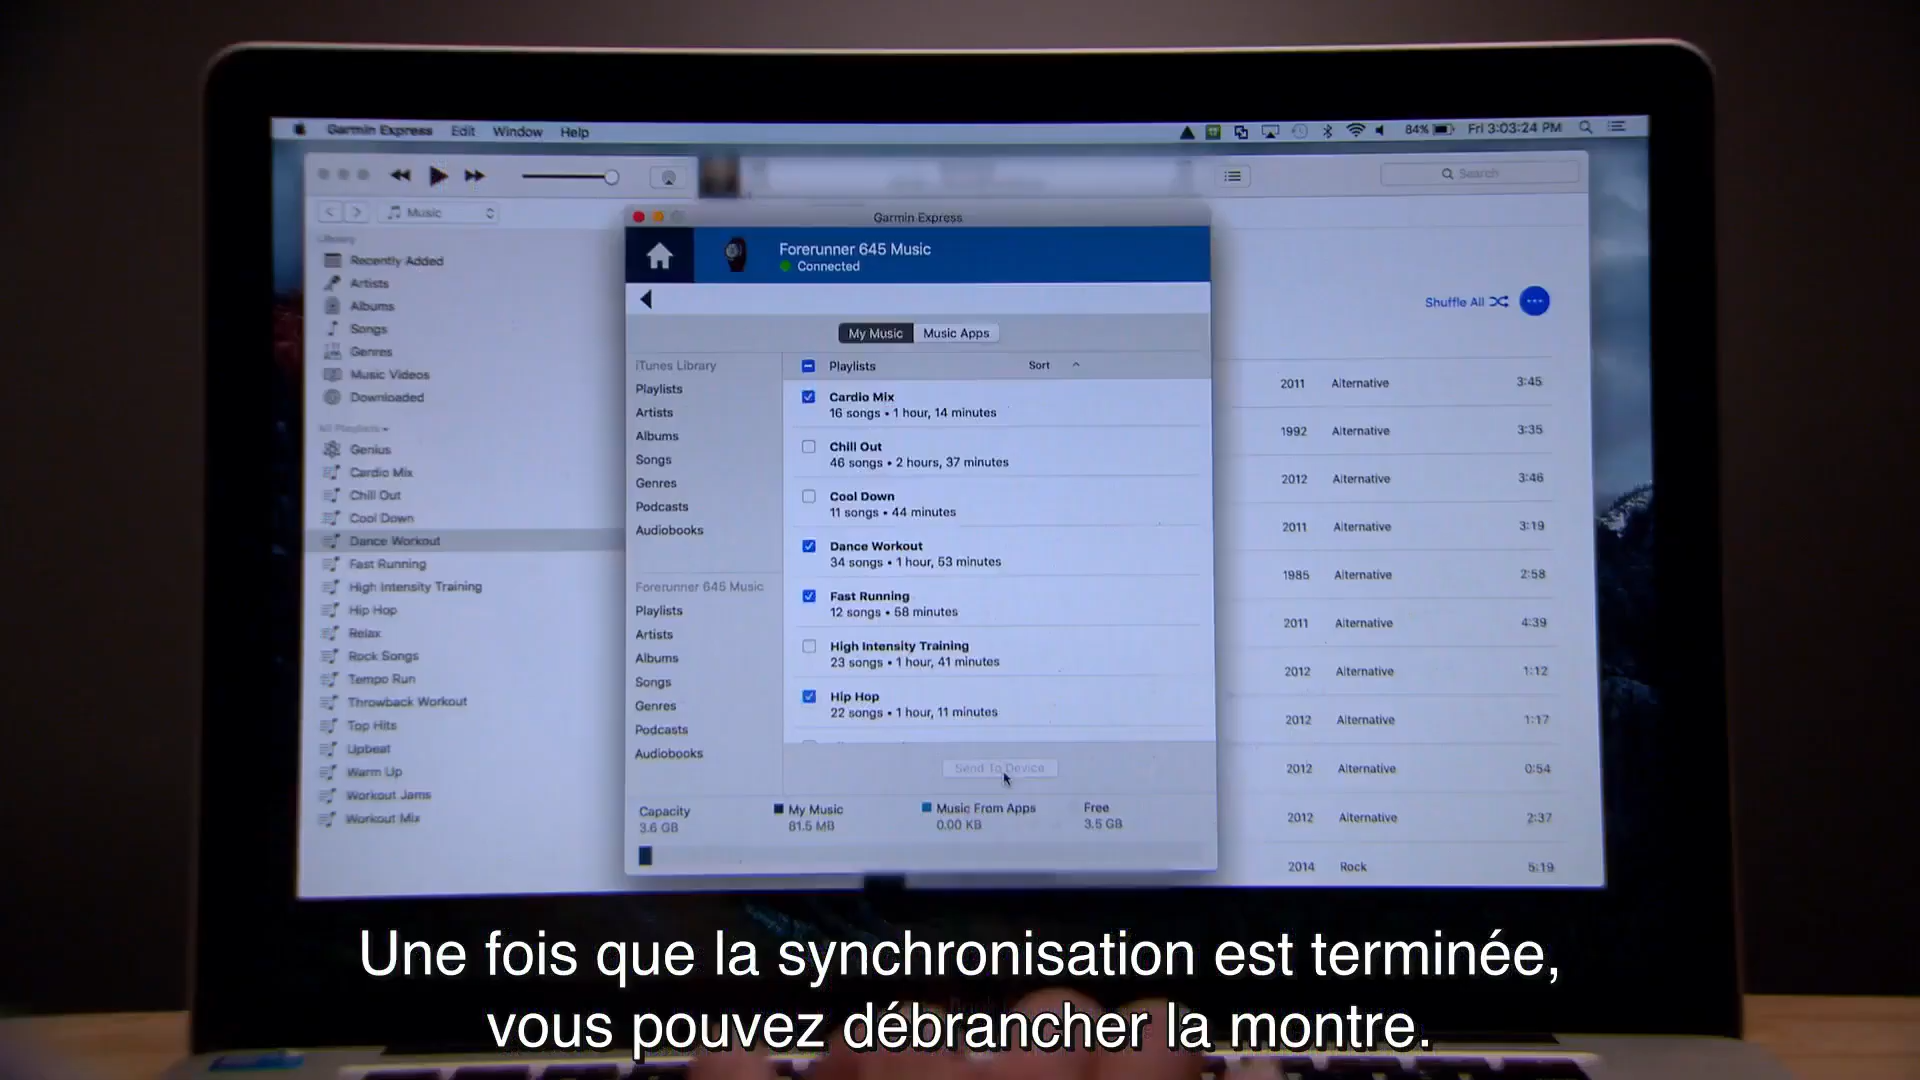 Garmin Express Edit Window Help
84% Fri 3:03:24 PM
Search
Music
Library
Recently Added
Artists
Albums
Songs
Genres
Music Videos
Downloaded
All Playlists
Genius
Cardio Mix
Chill Out
Cool Down
Dance Workout
Fast Running
High Intensity Training
Hip Hop
Relax
Rock Songs
Tempo Run
Throwback Workout
Top Hits
Upbeat
Warm Up
Workout Jams
Workout Mix
Garmin Express
Forerunner 645 Music
Connected
My Music Music Apps
iTunes Library
Playlists
Artists
Albums
Songs
Genres
Podcasts
Audiobooks
Forerunner 645 Music
Playlists
Artists
Albums
Songs
Genres
Podcasts
Audiobooks
Playlists Sort
Cardio Mix
16 songs • 1 hour, 14 minutes
Chill Out
46 songs • 2 hours, 37 minutes
Cool Down
11 songs • 44 minutes
Dance Workout
34 songs • 1 hour, 53 minutes
Fast Running
12 songs • 58 minutes
High Intensity Training
23 songs • 1 hour, 41 minutes
Hip Hop
22 songs • 1 hour, 11 minutes
Send To Device
Capacity
3.6 GB
My Music
81.5 MB
Music From Apps
0.00 KB
Free
3.5 GB
Shuffle All
2011 Alternative 3:45
1992 Alternative 3:35
2012 Alternative 3:46
2011 Alternative 3:19
1985 Alternative 2:58
2011 Alternative 4:39
2012 Alternative 1:12
2012 Alternative 1:17
2012 Alternative 0:54
2012 Alternative 2:37
2014 Rock 5:19
Une fois que la synchronisation est terminée,
vous pouvez débrancher la montre.